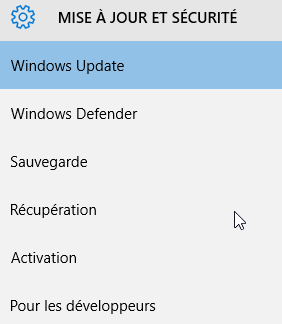 MISE À JOUR ET SÉCURITÉ
Windows Update
Windows Defender
Sauvegarde
Récupération
Activation
Pour les développeurs